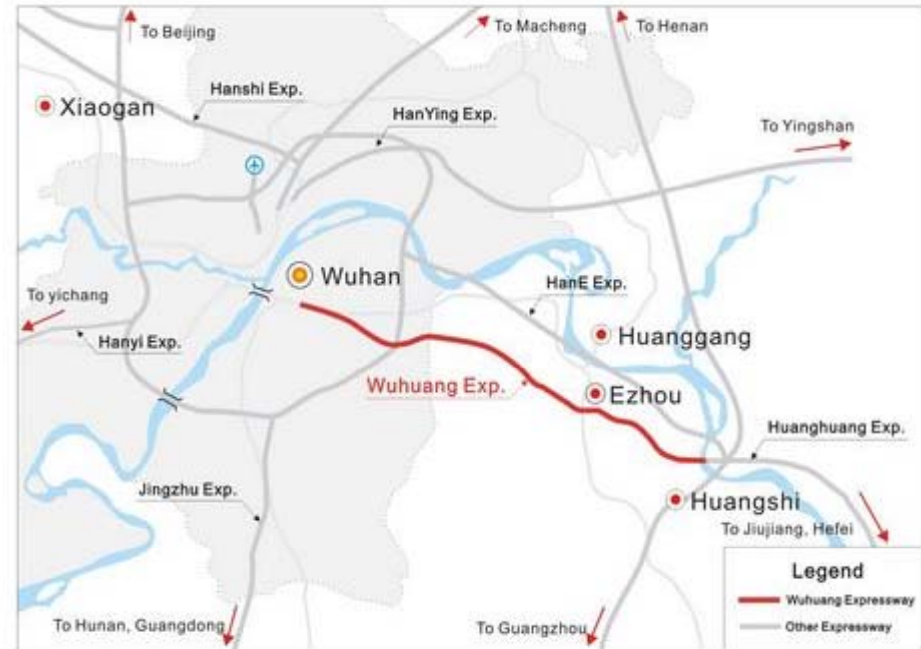 To Beijing
To Macheng
To Henan
Hanshi Exp.
Xiaogan
HanYing Exp.
To Yingshan
Wuhan
HanE Exp.
To yichang
Hanyi Exp.
Huanggang
Wuhuang Exp.
Ezhou
Huanghuang Exp.
Jingzhu Exp.
Huangshi
To Jiujiang, Hefei
Legend
Wuhuang Expressway
Other Expressway
To Hunan, Guangdong
To Guangzhou